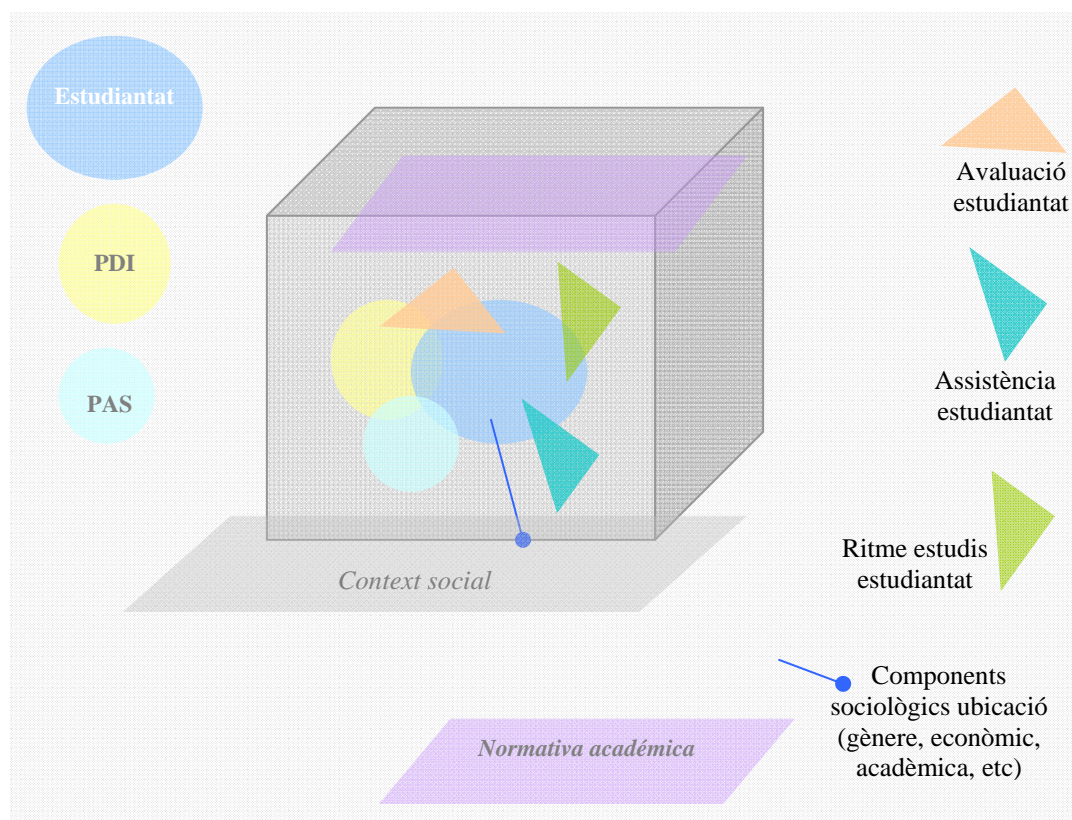 Estudiantat
PDI
PAS
Context social
Normativa académica
Avaluació
estudiantat
Assistència
estudiantat
Ritme estudis
estudiantat
Components
sociològics ubicació
(gènere, econòmic,
acadèmica, etc)